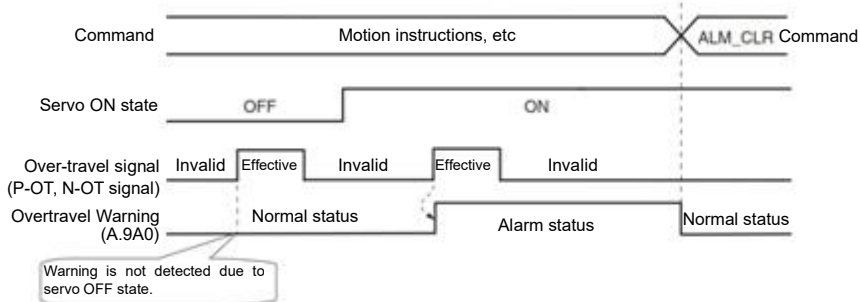 Command Motion instructions, etc ALM_CLR Command
Servo ON state OFF ON
Over-travel signal Invalid Effective Invalid Effective Invalid
(P-OT, N-OT signal)
Overtravel Warning Normal status Alarm status Normal status
(A.9A0)
Warning is not detected due to
servo OFF state.